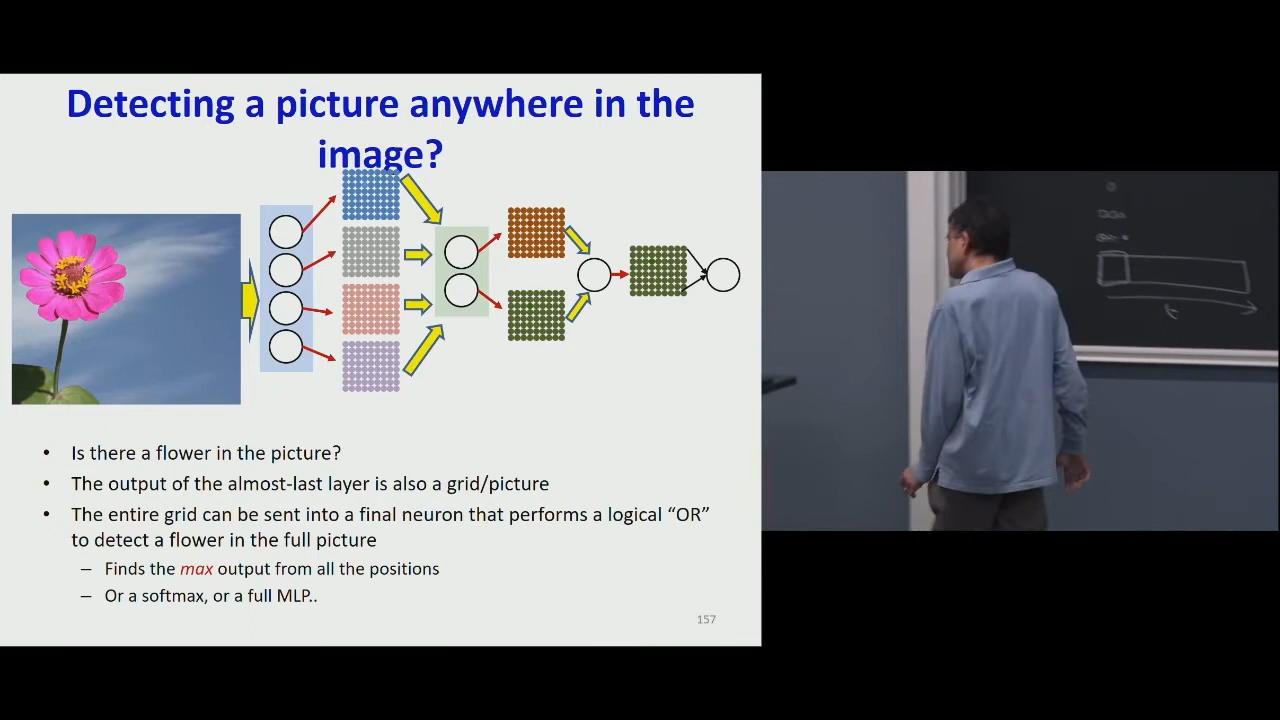 Detecting a picture anywhere in the
image?
• Is there a flower in the picture?
• The output of the almost-last layer is also a grid/picture
• The entire grid can be sent into a final neuron that performs a logical “OR”
to detect a flower in the full picture
– Finds the max output from all the positions
– Or a softmax, or a full MLP..
157
t